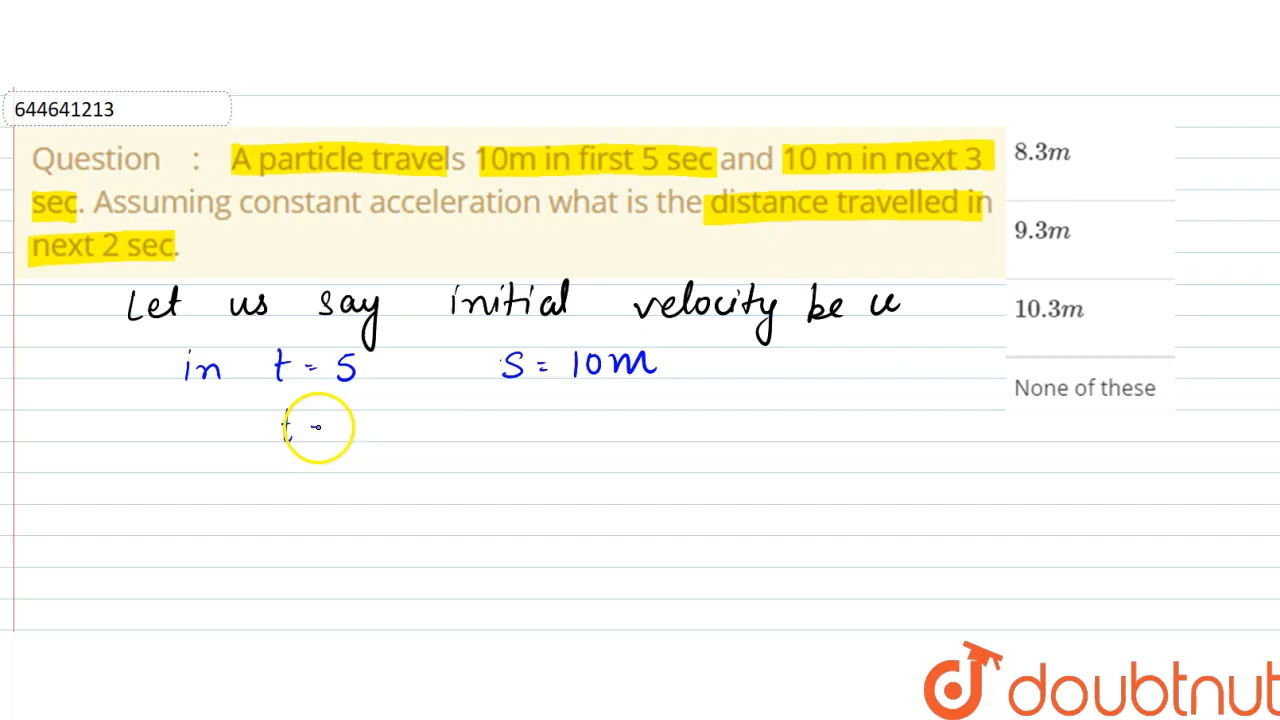 644641213
Question : A particle travels 10m in first 5 sec and 10 m in next 3
sec. Assuming constant acceleration what is the distance travelled in
next 2 sec.
8.3m
9.3m
10.3m
None of these
Let us say initial velocity be u
in t = 5 s = 10m
t -
doubtnut